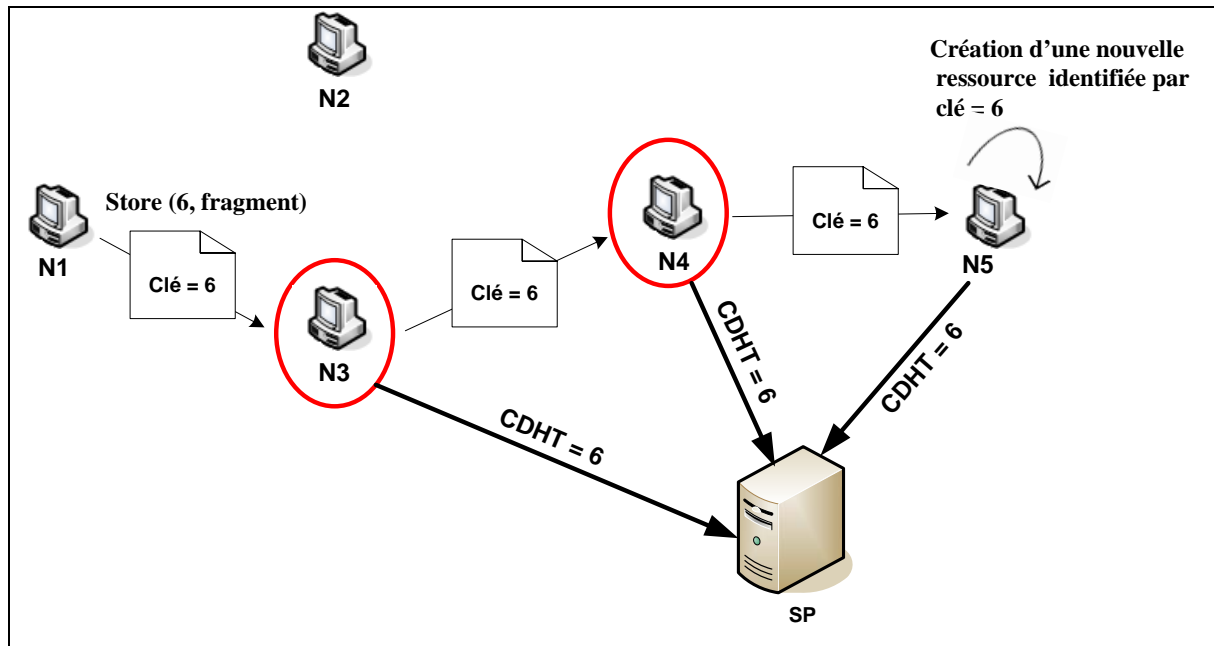 N2
Création d'une nouvelle
ressource identifiée par
clé = 6
N1
Store (6, fragment)
Clé = 6
N3
Clé = 6
N4
Clé = 6
N5
CDHT = 6
CDHT = 6
CDHT = 6
SP